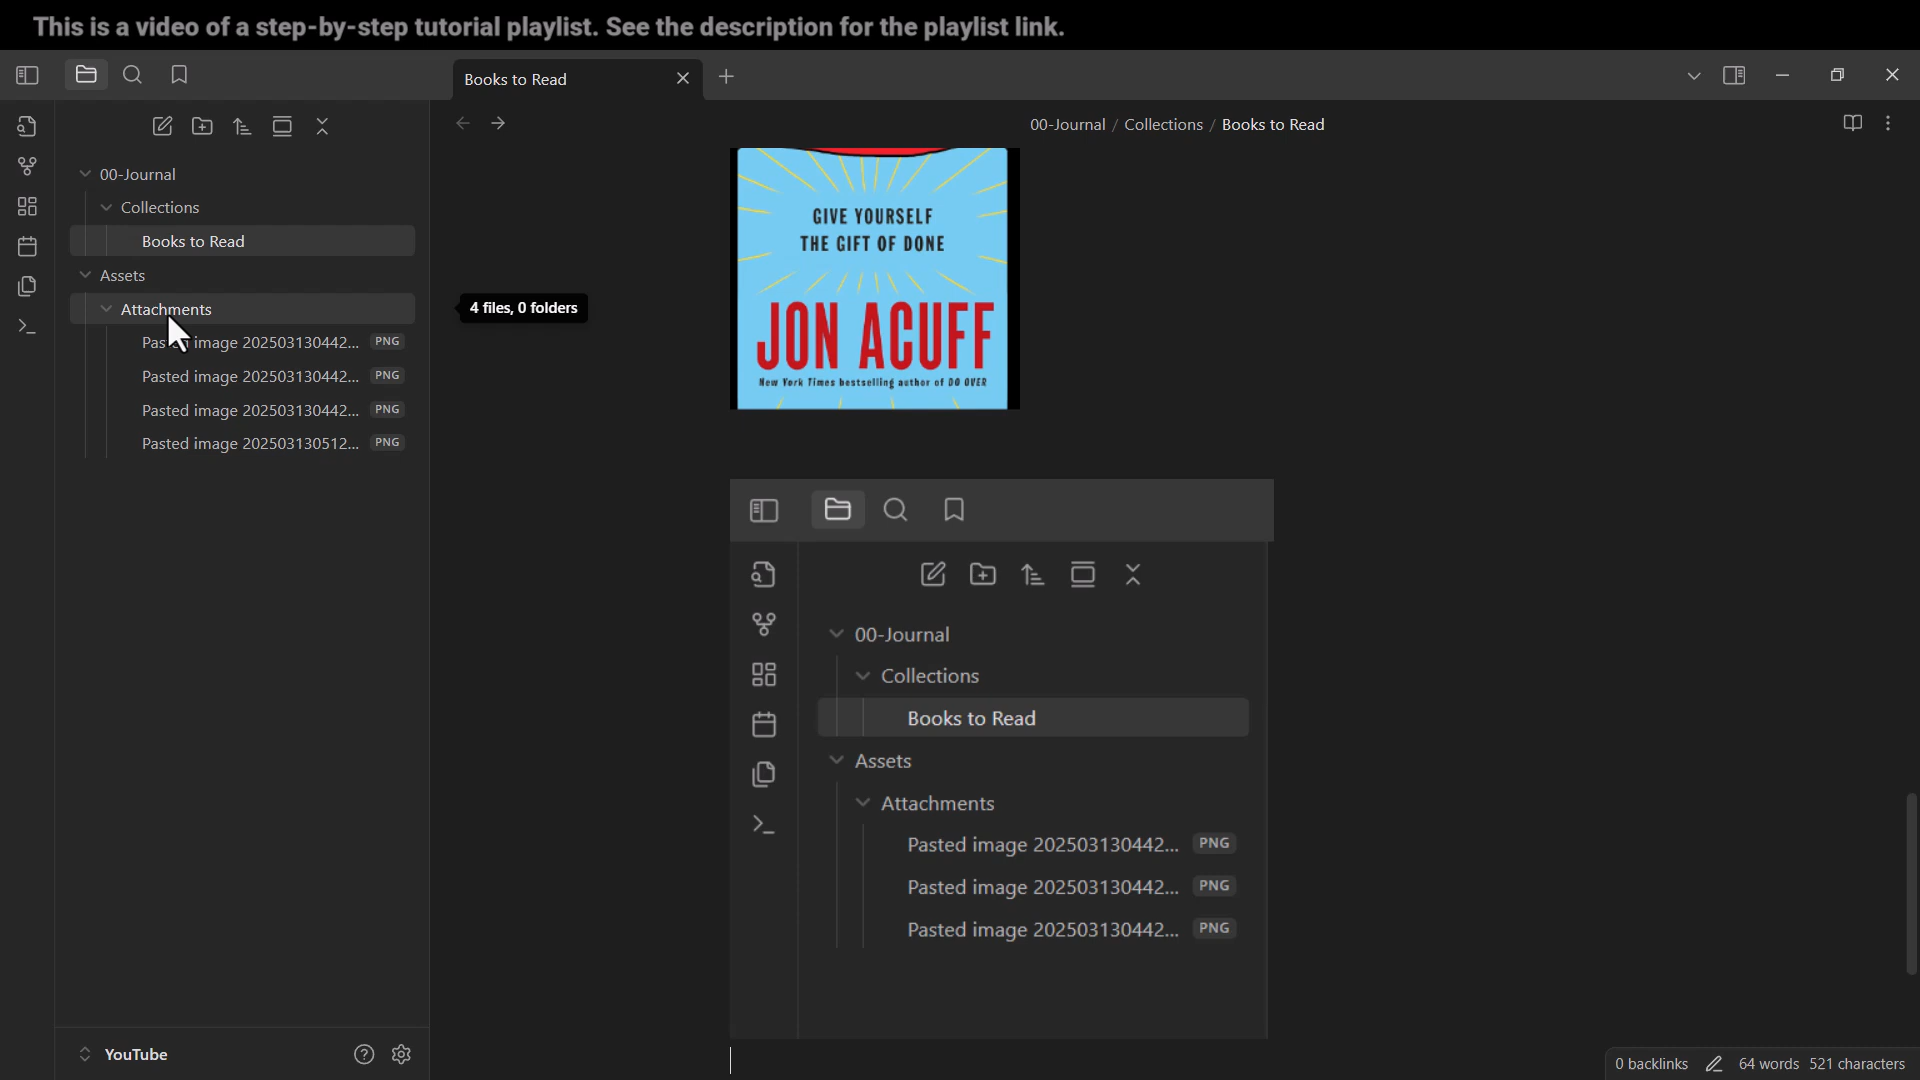 This is a video of a step-by-step tutorial playlist. See the description for the playlist link.
Books to Read
00-Journal / Collections / Books to Read
00-Journal
Collections
Books to Read
Assets
Attachments
4 files, 0 folders
image 202503130442... PNG
Pasted image 202503130442... PNG
Pasted image 202503130442... PNG
Pasted image 202503130512... PNG
YouTube
GIVE YOURSELF
THE GIFT OF DONE
JON ACUFF
New York Times bestselling author of DO OVER
00-Journal
Collections
Books to Read
Assets
Attachments
Pasted image 202503130442... PNG
Pasted image 202503130442... PNG
Pasted image 202503130442... PNG
0 backlinks 64 words 521 characters